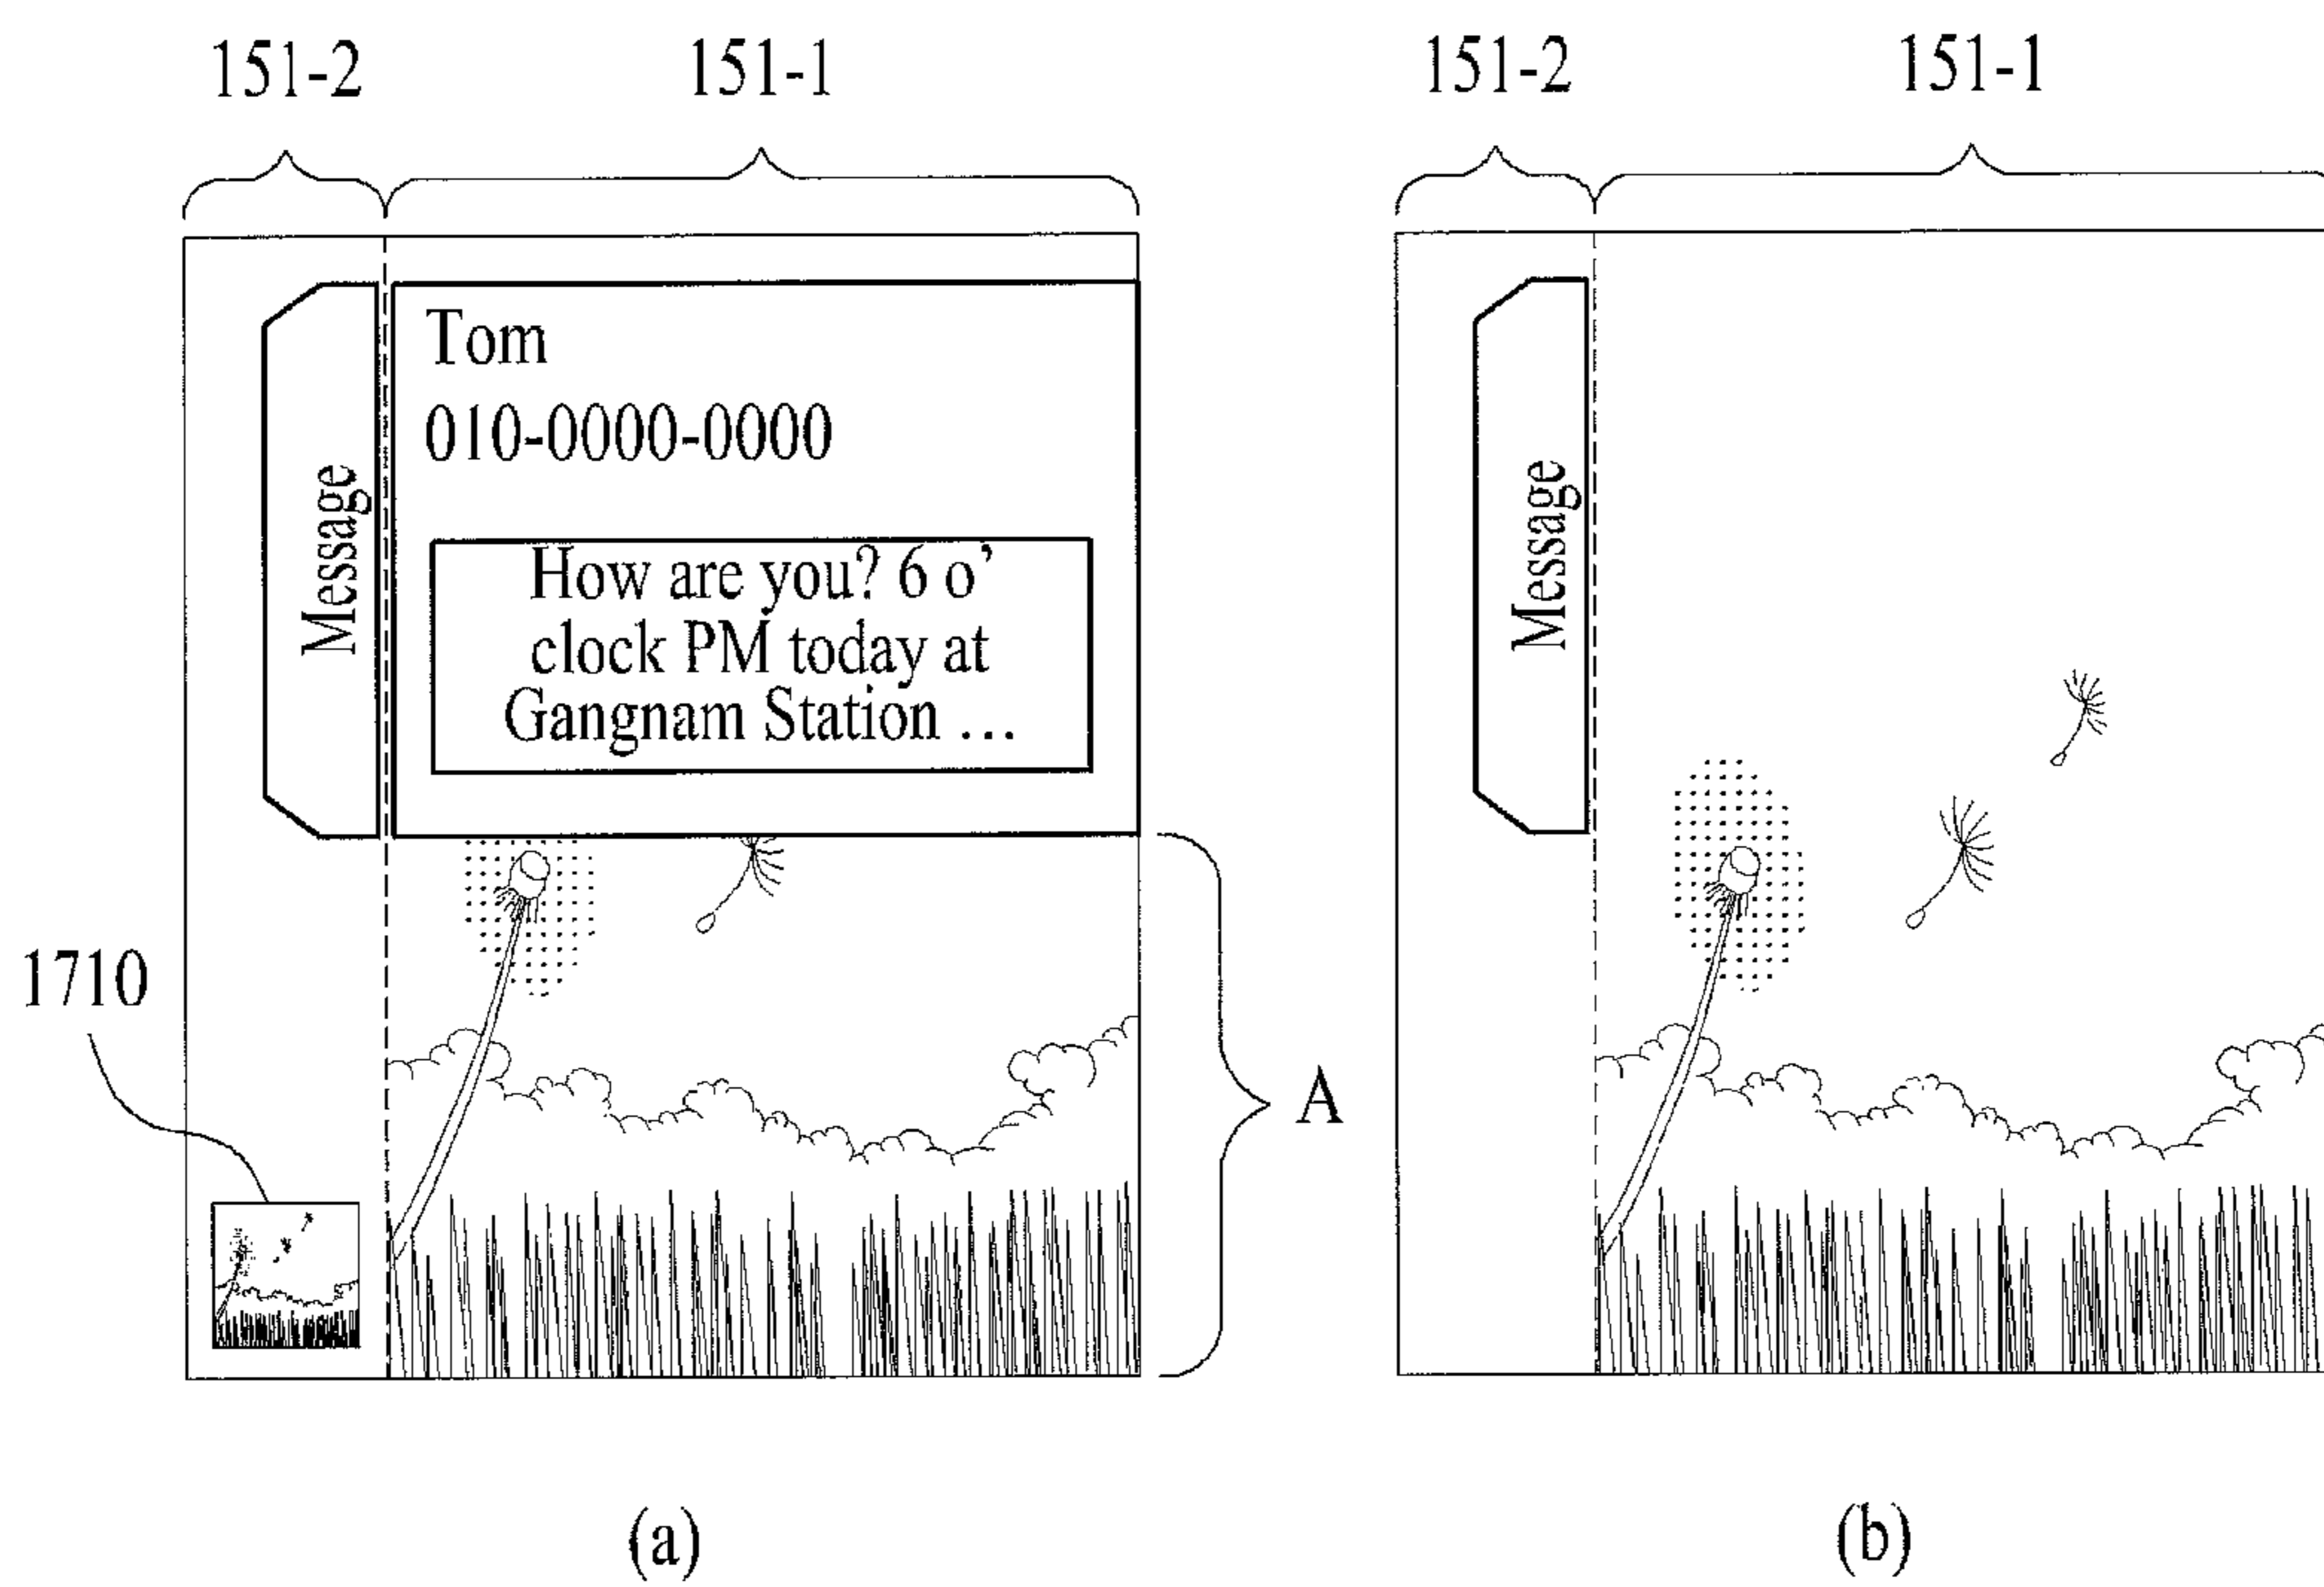 151-2
151-1
151-2
151-1
Message
Tom
010-0000-0000
How are you? 6 o’
clock PM today at
Gangnam Station ...
Message
1710
A
(a)
(b)